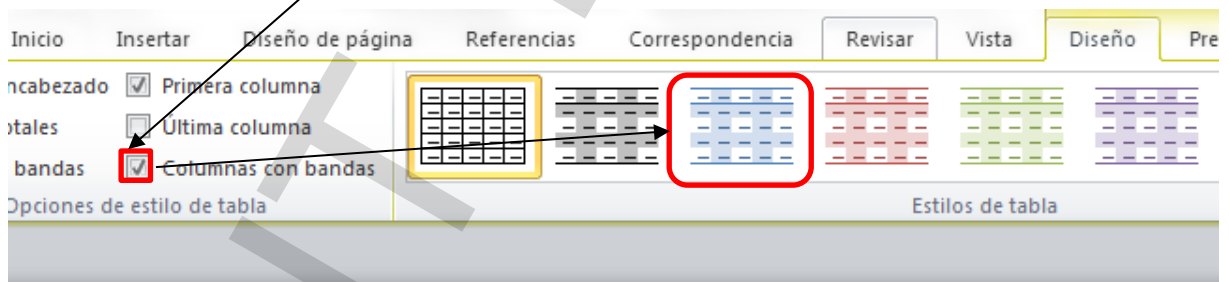 Inicio Insertar Diseño de página Referencias Correspondencia Revisar Vista Diseño Pre
ncabezado Primera columna
otales Última columna
bandas Columnas con bandas
Opciones de estilo de tabla Estilos de tabla